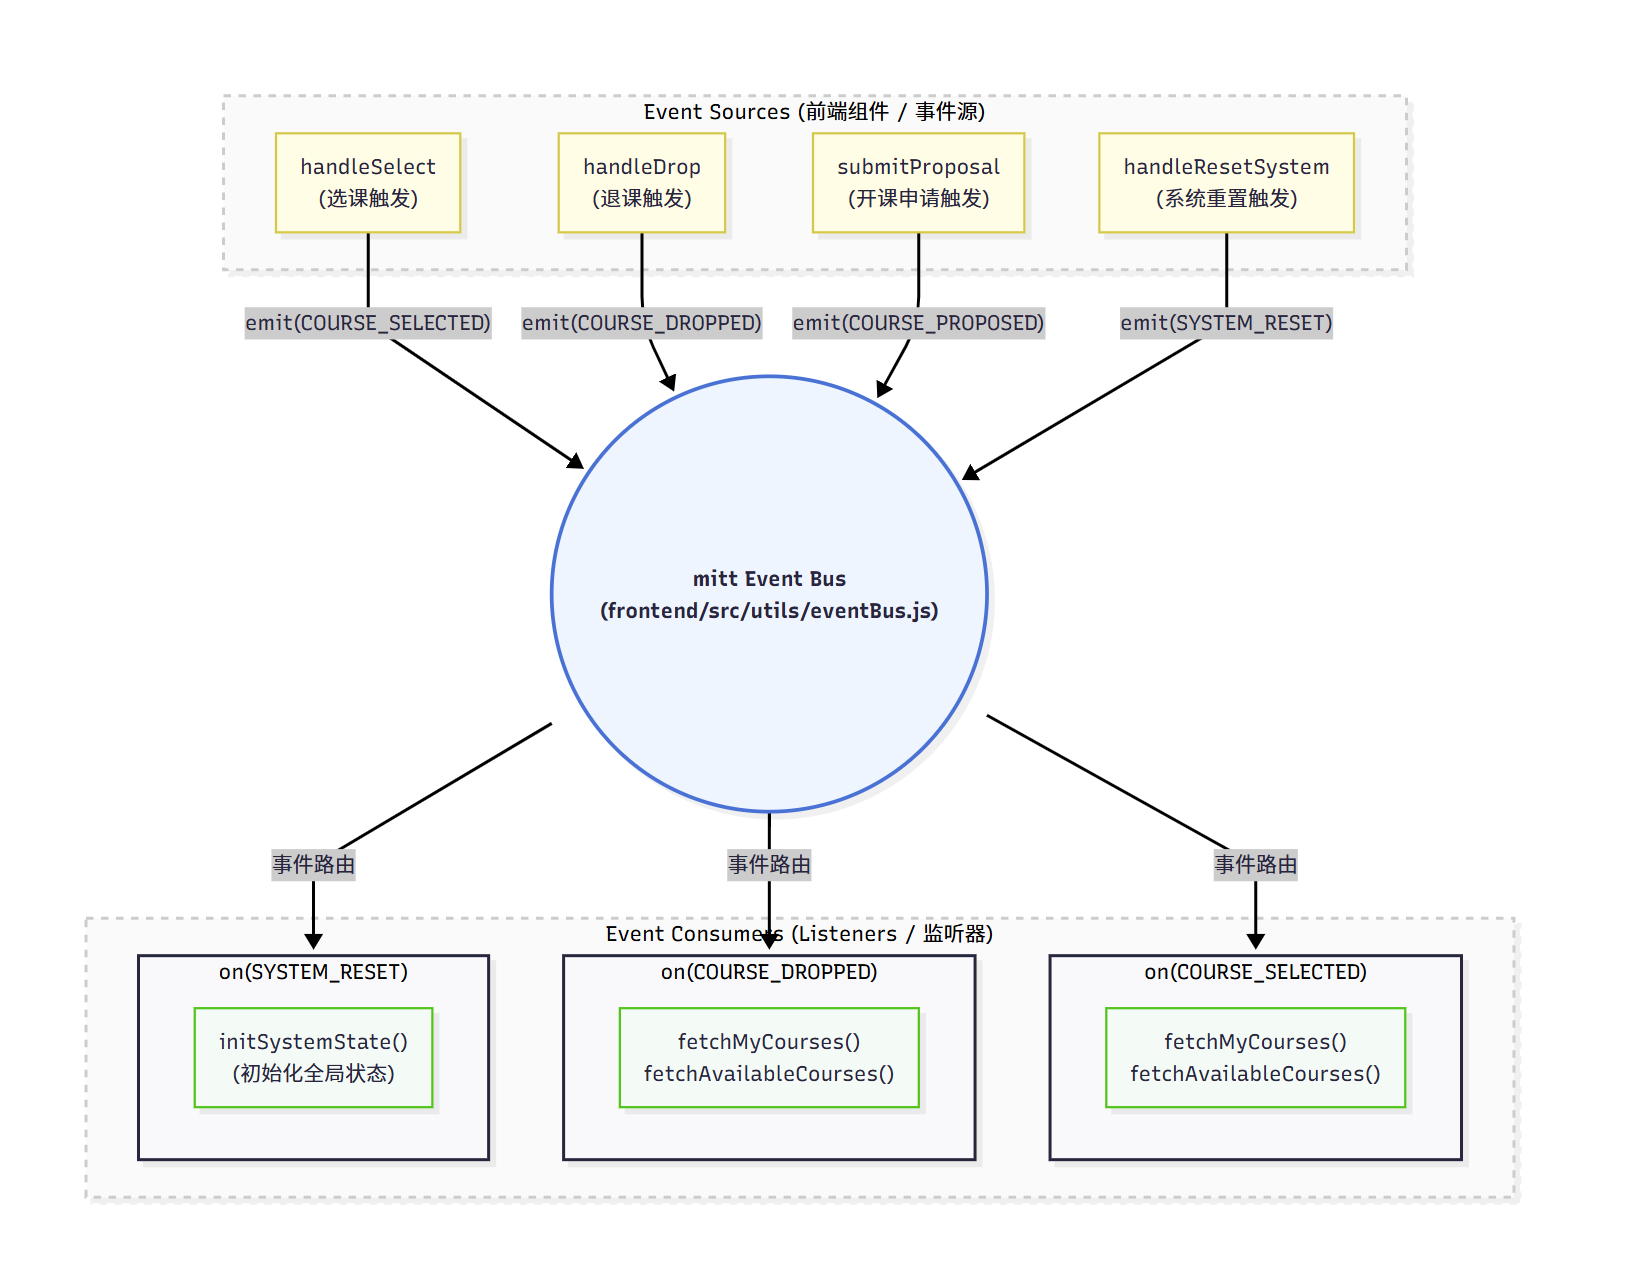 Event Sources (前端组件 / 事件源)
handleSelect
(选课触发)
handleDrop
(退课触发)
submitProposal
(开课申请触发)
handleResetSystem
(系统重置触发)
emit(COURSE_SELECTED)
emit(COURSE_DROPPED)
emit(COURSE_PROPOSED)
emit(SYSTEM_RESET)
mitt Event Bus
(frontend/src/utils/eventBus.js)
事件路由
事件路由
事件路由
Event Consumers (Listeners / 监听器)
on(SYSTEM_RESET)
initSystemState()
(初始化全局状态)
on(COURSE_DROPPED)
fetchMyCourses()
fetchAvailableCourses()
on(COURSE_SELECTED)
fetchMyCourses()
fetchAvailableCourses()